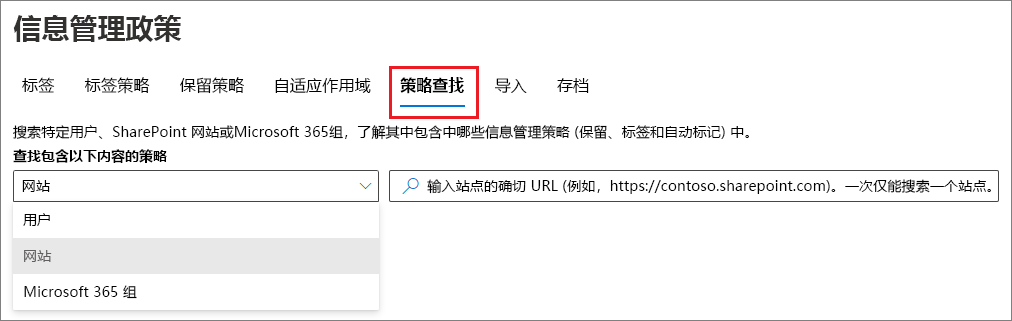 信息管理政策
标签 标签策略 保留策略 自适应作用域 策略查找 导入 存档
搜索特定用户、SharePoint 网站或Microsoft 365组，了解其中包含中哪些信息管理策略 (保留、标签和自动标记) 中。
查找包含以下内容的策略
网站 输入站点的确切 URL (例如，https://contoso.sharepoint.com)。一次仅能搜索一个站点。
用户
网站
Microsoft 365 组